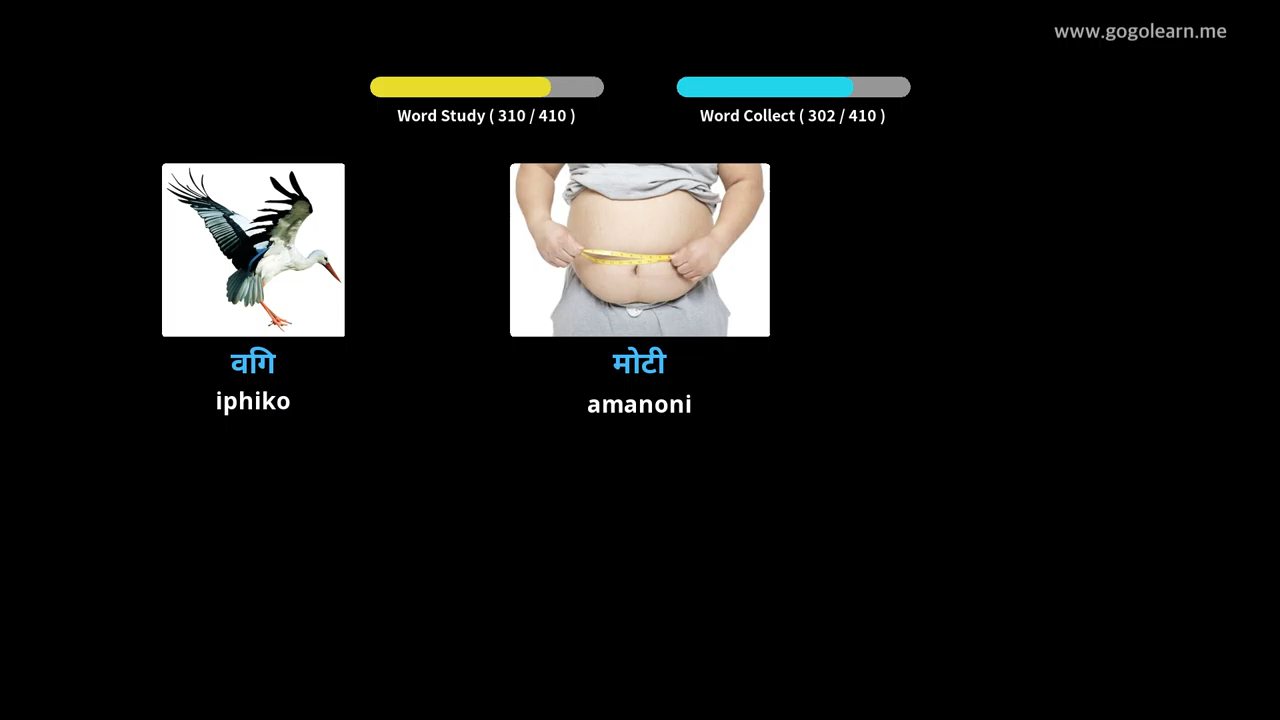 www.gogolearn.me
Word Study ( 310 / 410 )
Word Collect ( 302 / 410 )
वगि
iphiko
मोटी
amanoni